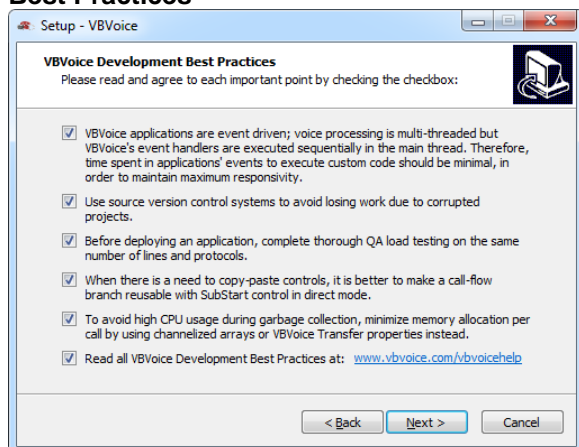 Best Practices
Setup - VBVoice
VBVoice Development Best Practices
Please read and agree to each important point by checking the checkbox:
VBVoice applications are event driven; voice processing is multi-threaded but
VBVoice's event handlers are executed sequentially in the main thread. Therefore,
time spent in applications' events to execute custom code should be minimal, in
order to maintain maximum responsivity.
Use source version control systems to avoid losing work due to corrupted
projects.
Before deploying an application, complete thorough QA load testing on the same
number of lines and protocols.
When there is a need to copy-paste controls, it is better to make a call-flow
branch reusable with SubStart control in direct mode.
To avoid high CPU usage during garbage collection, minimize memory allocation per
call by using channelized arrays or VBVoice Transfer properties instead.
Read all VBVoice Development Best Practices at: www.vbvoice.com/vbvoicehelp
< Back Next > Cancel